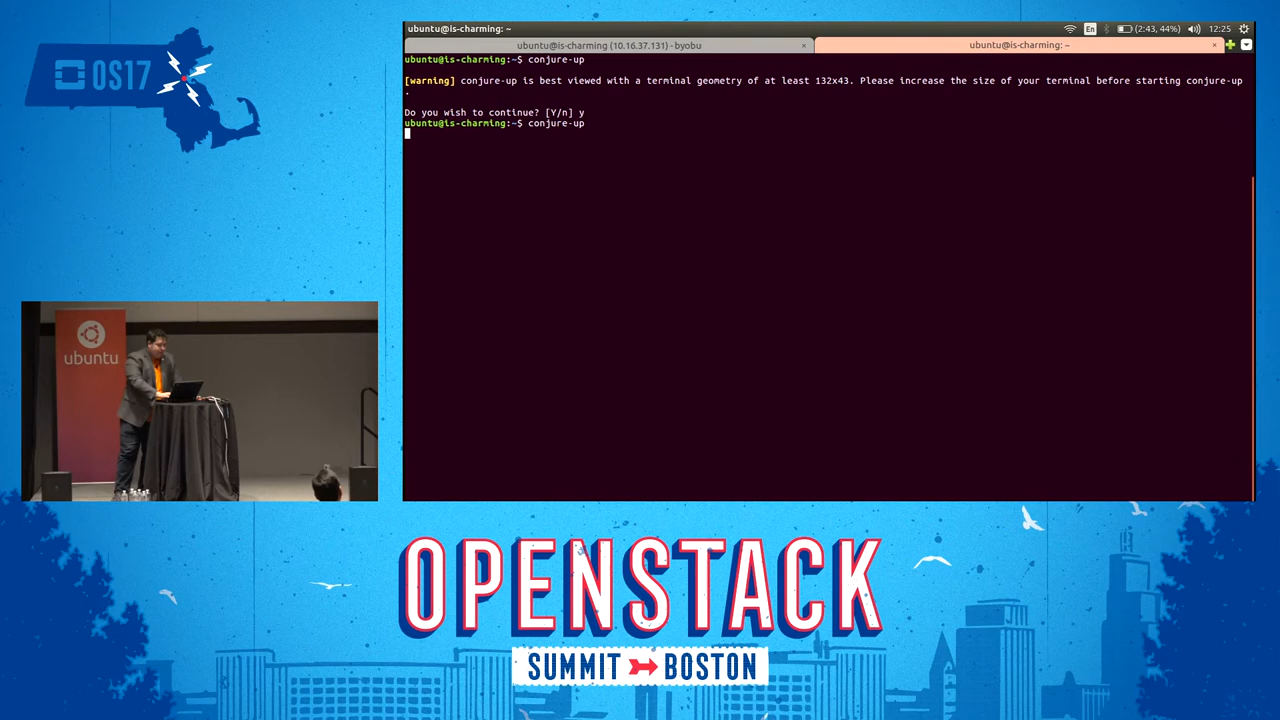 OS17
ubuntu@is-charming: ~
En
(2:43, 44%)
12:25
ubuntu@is-charming (10.16.37.131) - byobu
ubuntu@is-charming: ~
ubuntu@is-charming:~$ conjure-up
[warning] conjure-up is best viewed with a terminal geometry of at least 132x43. Please increase the size of your terminal before starting conjure-up
.
Do you wish to continue? [Y/n] y
ubuntu@is-charming:~$ conjure-up
ubuntu
OPENSTACK
SUMMIT BOSTON